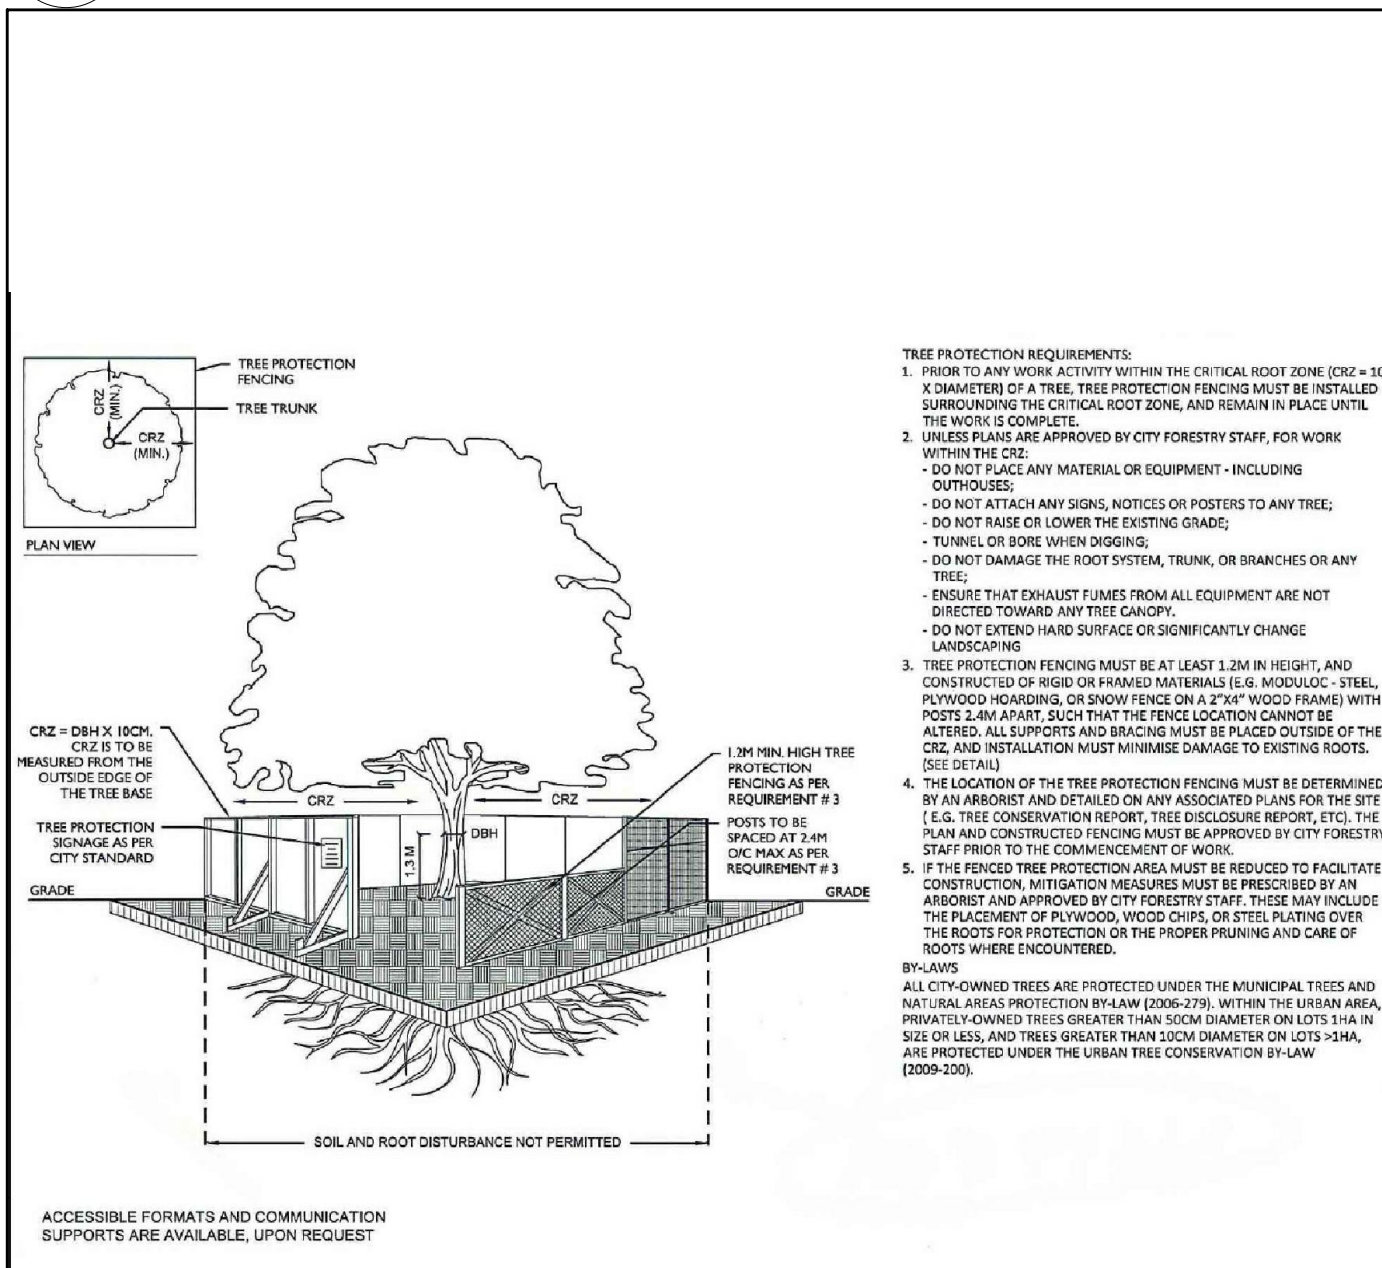 TREE PROTECTION
FENCING
TREE TRUNK
CRZ
(MIN.)
CRZ
(MIN.)
PLAN VIEW
CRZ = DBH X 10CM.
CRZ IS TO BE
MEASURED FROM THE
OUTSIDE EDGE OF
THE TREE BASE
TREE PROTECTION
SIGNAGE AS PER
CITY STANDARD
GRADE
CRZ
CRZ
DBH
1.3 M
1.2M MIN. HIGH TREE
PROTECTION
FENCING AS PER
REQUIREMENT # 3
POSTS TO BE
SPACED AT 2.4M
O/C MAX AS PER
REQUIREMENT # 3
GRADE
SOIL AND ROOT DISTURBANCE NOT PERMITTED
ACCESSIBLE FORMATS AND COMMUNICATION
SUPPORTS ARE AVAILABLE, UPON REQUEST
TREE PROTECTION REQUIREMENTS:
1. PRIOR TO ANY WORK ACTIVITY WITHIN THE CRITICAL ROOT ZONE (CRZ = 10
X DIAMETER) OF A TREE, TREE PROTECTION FENCING MUST BE INSTALLED
SURROUNDING THE CRITICAL ROOT ZONE, AND REMAIN IN PLACE UNTIL
THE WORK IS COMPLETE.
2. UNLESS PLANS ARE APPROVED BY CITY FORESTRY STAFF, FOR WORK
WITHIN THE CRZ:
- DO NOT PLACE ANY MATERIAL OR EQUIPMENT - INCLUDING
OUTHOUSES;
- DO NOT ATTACH ANY SIGNS, NOTICES OR POSTERS TO ANY TREE;
- DO NOT RAISE OR LOWER THE EXISTING GRADE;
- TUNNEL OR BORE WHEN DIGGING;
- DO NOT DAMAGE THE ROOT SYSTEM, TRUNK, OR BRANCHES OR ANY
TREE;
- ENSURE THAT EXHAUST FUMES FROM ALL EQUIPMENT ARE NOT
DIRECTED TOWARD ANY TREE CANOPY.
- DO NOT EXTEND HARD SURFACE OR SIGNIFICANTLY CHANGE
LANDSCAPING
3. TREE PROTECTION FENCING MUST BE AT LEAST 1.2M IN HEIGHT, AND
CONSTRUCTED OF RIGID OR FRAMED MATERIALS (E.G. MODULOC - STEEL,
PLYWOOD HOARDING, OR SNOW FENCE ON A 2"X4" WOOD FRAME) WITH
POSTS 2.4M APART, SUCH THAT THE FENCE LOCATION CANNOT BE
ALTERED. ALL SUPPORTS AND BRACING MUST BE PLACED OUTSIDE OF THE
CRZ, AND INSTALLATION MUST MINIMISE DAMAGE TO EXISTING ROOTS.
(SEE DETAIL)
4. THE LOCATION OF THE TREE PROTECTION FENCING MUST BE DETERMINED
BY AN ARBORIST AND DETAILED ON ANY ASSOCIATED PLANS FOR THE SITE
( E.G. TREE CONSERVATION REPORT, TREE DISCLOSURE REPORT, ETC). THE
PLAN AND CONSTRUCTED FENCING MUST BE APPROVED BY CITY FORESTRY
STAFF PRIOR TO THE COMMENCEMENT OF WORK.
5. IF THE FENCED TREE PROTECTION AREA MUST BE REDUCED TO FACILITATE
CONSTRUCTION, MITIGATION MEASURES MUST BE PRESCRIBED BY AN
ARBORIST AND APPROVED BY CITY FORESTRY STAFF. THESE MAY INCLUDE
THE PLACEMENT OF PLYWOOD, WOOD CHIPS, OR STEEL PLATING OVER
THE ROOTS FOR PROTECTION OR THE PROPER PRUNING AND CARE OF
ROOTS WHERE ENCOUNTERED.
BY-LAWS
ALL CITY-OWNED TREES ARE PROTECTED UNDER THE MUNICIPAL TREES AND
NATURAL AREAS PROTECTION BY-LAW (2006-279). WITHIN THE URBAN AREA,
PRIVATELY-OWNED TREES GREATER THAN 50CM DIAMETER ON LOTS 1HA IN
SIZE OR LESS, AND TREES GREATER THAN 10CM DIAMETER ON LOTS >1HA,
ARE PROTECTED UNDER THE URBAN TREE CONSERVATION BY-LAW
(2009-200).